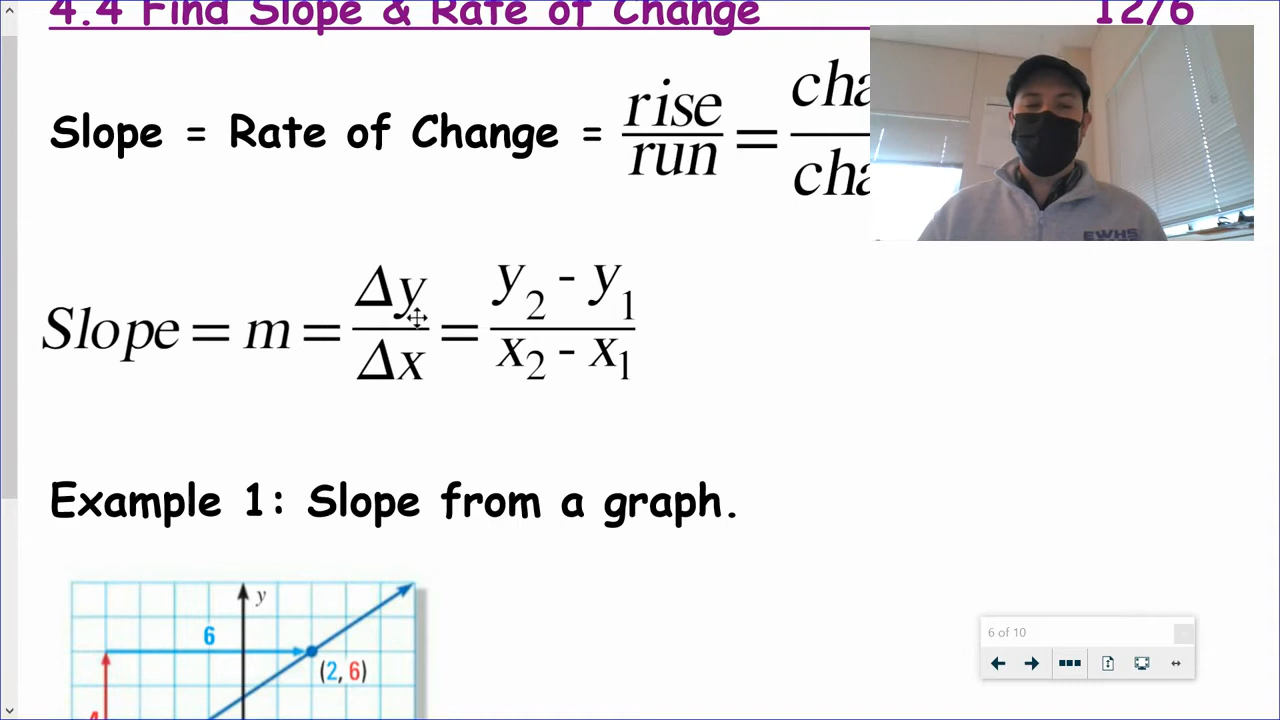 4.4 Find Slope & Rate of Change 12/6
Slope = Rate of Change = rise/run = cha/cha
EWHS
Slope = m = Δy/Δx = y₂ - y₁/x₂ - x₁
Example 1: Slope from a graph.
y
6
(2, 6)
4
6 of 10